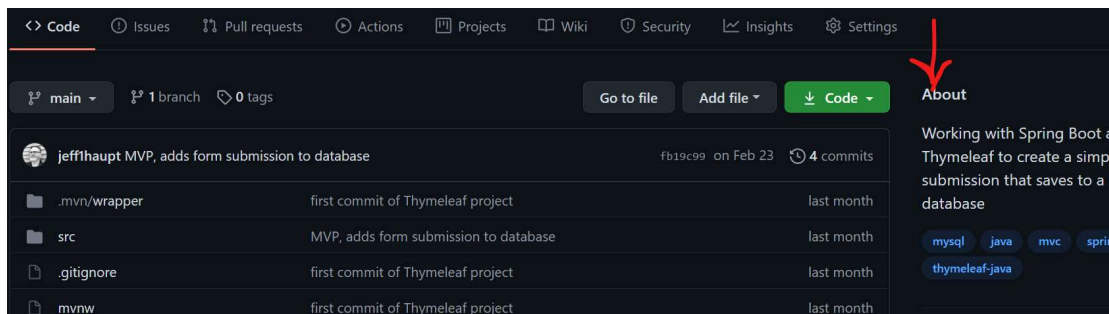 Code Issues Pull requests Actions Projects Wiki Security Insights Settings
main 1 branch 0 tags Go to file Add file Code
jeff1haupt MVP, adds form submission to database fb19c99 on Feb 23 4 commits
.mvn/wrapper first commit of Thymeleaf project last month
src MVP, adds form submission to database last month
.gitignore first commit of Thymeleaf project last month
mvnw first commit of Thymeleaf project last month
About
Working with Spring Boot
Thymeleaf to create a
submission that saves to a
database
mysql java mvc
thymeleaf-java